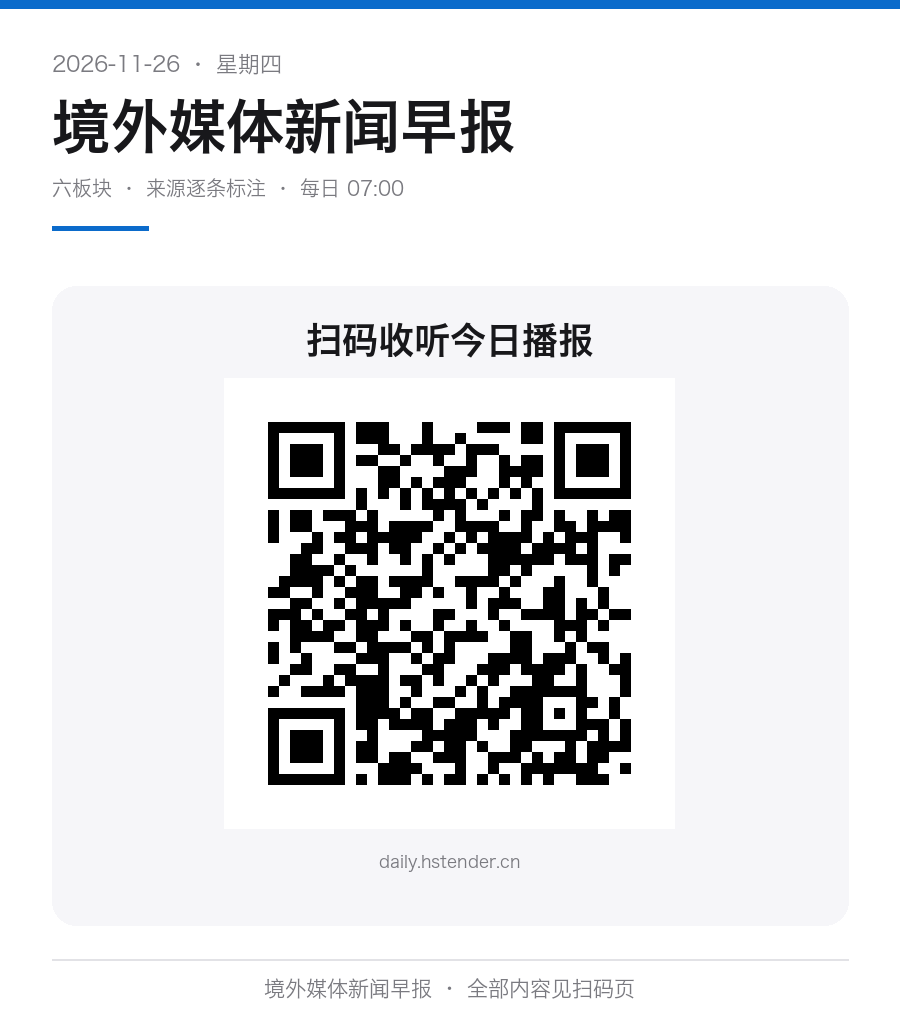 2026-11-26 · 星期四
境外媒体新闻早报
六板块 · 来源逐条标注 · 每日 07:00
扫码收听今日播报
daily.hstender.cn
境外媒体新闻早报 · 全部内容见扫码页